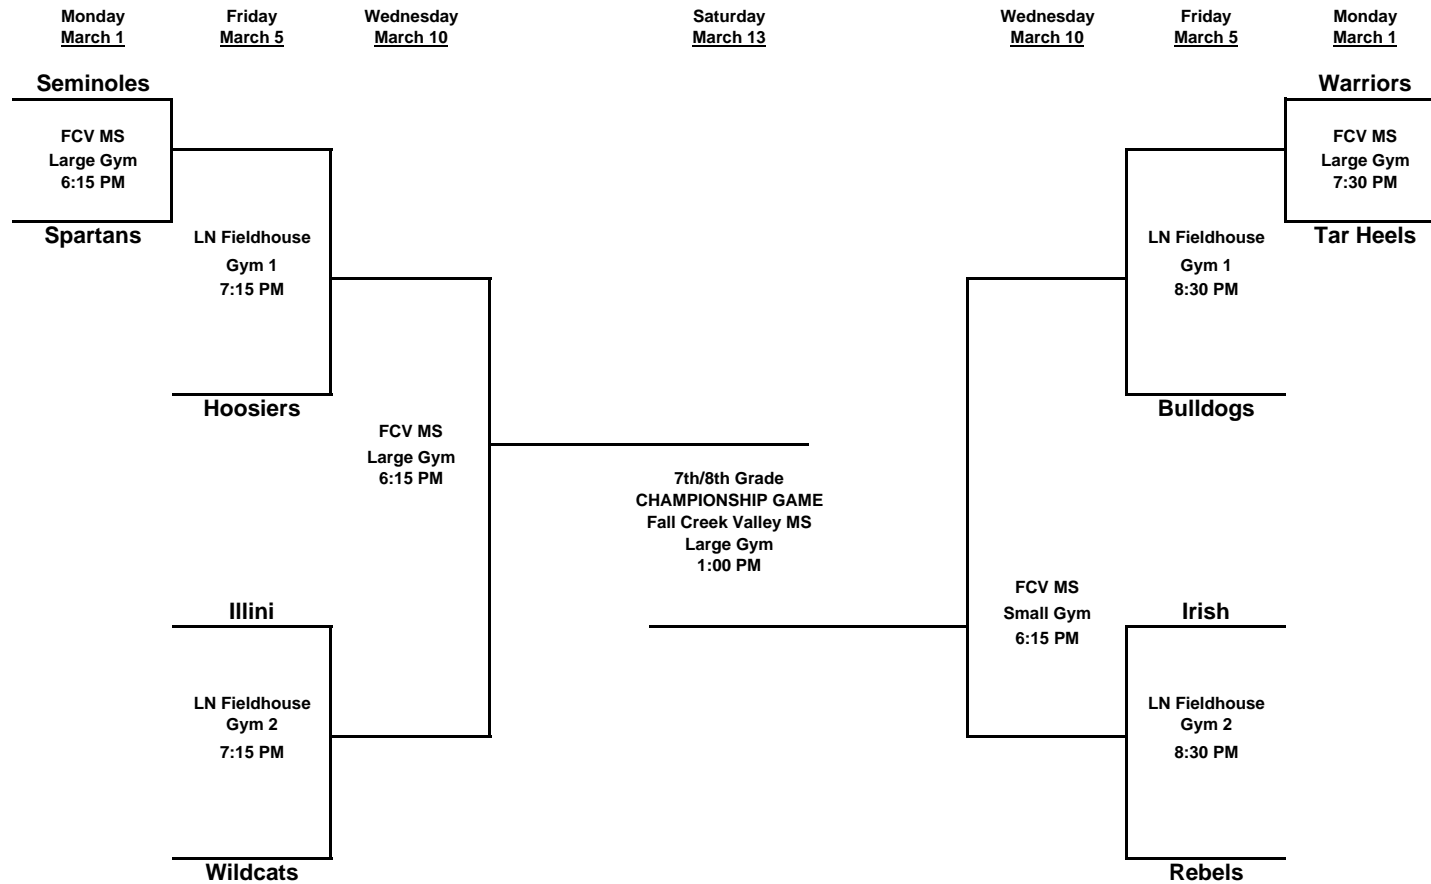 Monday Friday Wednesday Saturday Wednesday Friday Monday
March 1 March 5 March 10 March 13 March 10 March 5 March 1
Seminoles
FCV MS
Large Gym
6:15 PM
Spartans
LN Fieldhouse
Gym 1
7:15 PM
Hoosiers
FCV MS
Large Gym
6:15 PM
Illini
LN Fieldhouse
Gym 2
7:15 PM
Wildcats
7th/8th Grade
CHAMPIONSHIP GAME
Fall Creek Valley MS
Large Gym
1:00 PM
Warriors
FCV MS
Large Gym
7:30 PM
Tar Heels
LN Fieldhouse
Gym 1
8:30 PM
Bulldogs
FCV MS
Small Gym
6:15 PM
Irish
LN Fieldhouse
Gym 2
8:30 PM
Rebels